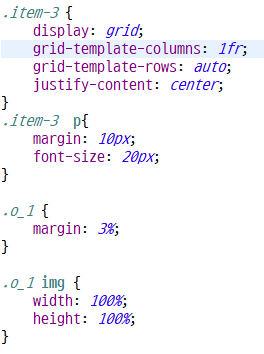 .item-3 {
    display: grid;
    grid-template-columns: 1fr;
    grid-template-rows: auto;
    justify-content: center;
}
.item-3  p{
    margin: 10px;
    font-size: 20px;
}

.o_1 {
    margin: 3%;
}

.o_1 img {
    width: 100%;
    height: 100%;
}